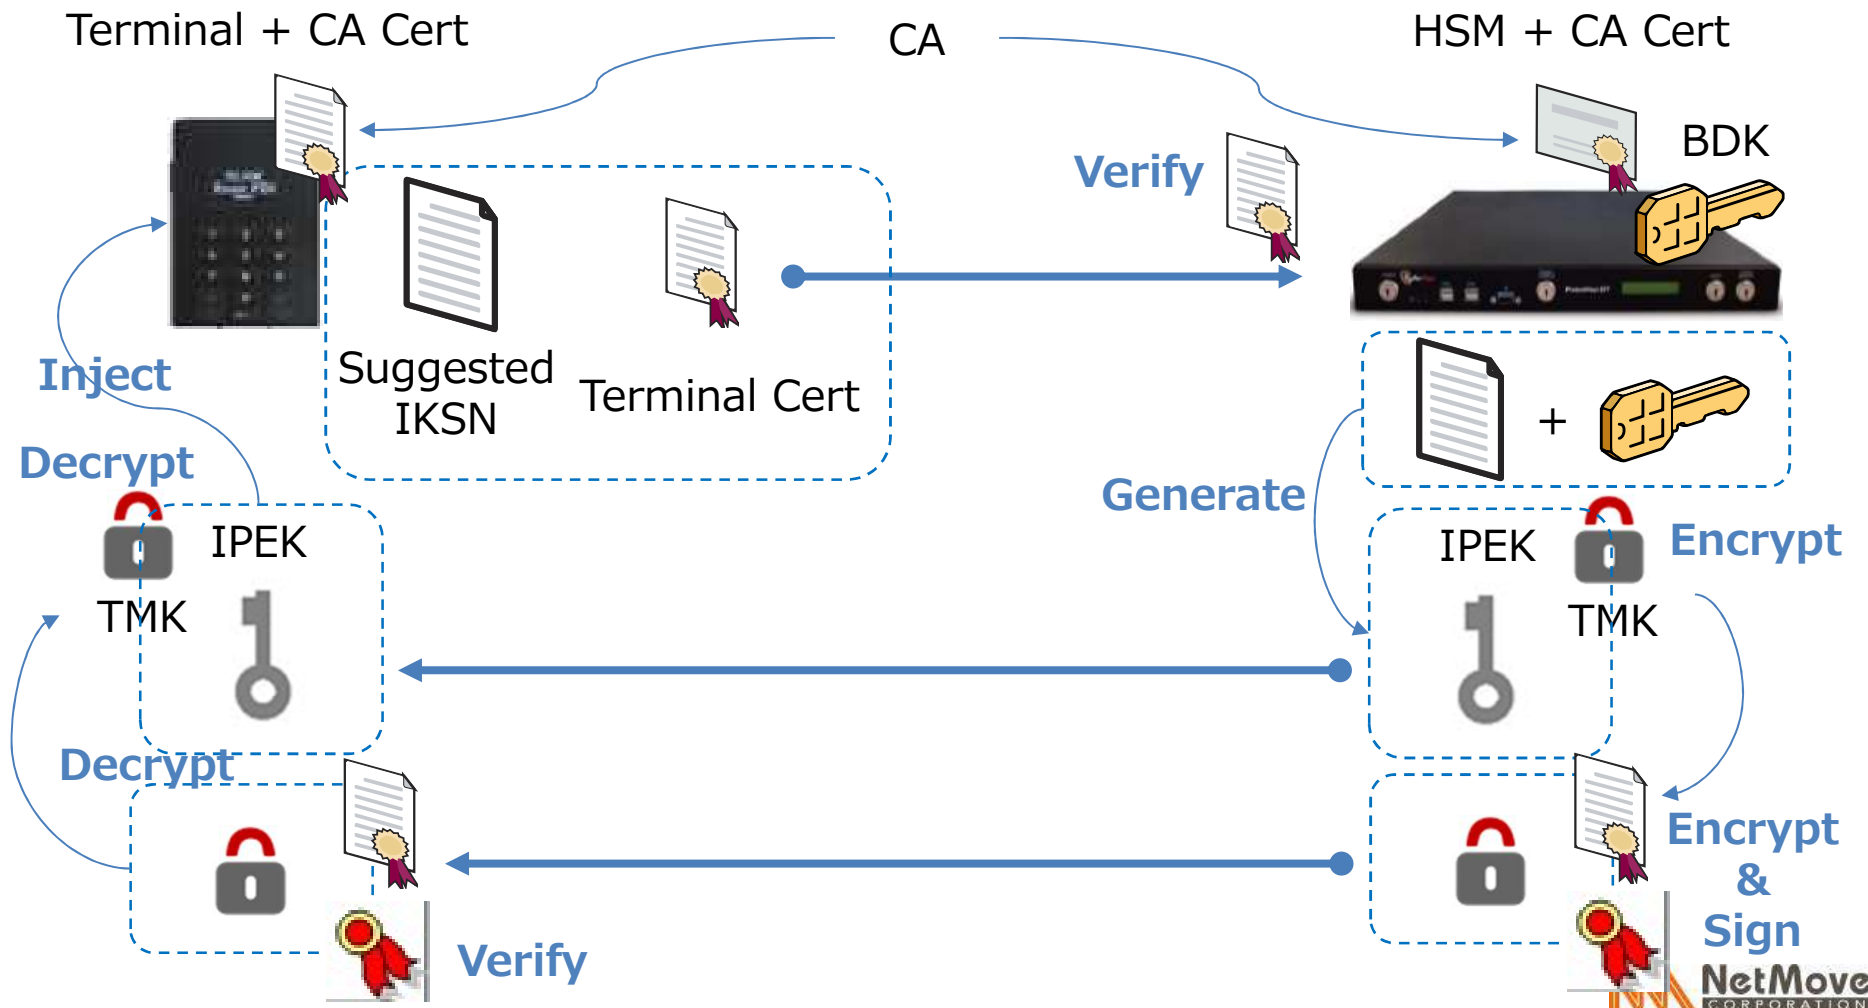 Terminal + CA Cert
CA
HSM + CA Cert
BDK
Verify
Suggested
IKSN
Terminal Cert
Inject
+
Decrypt
Generate
IPEK
TMK
IPEK
Encrypt
TMK
Decrypt
Encrypt
&
Sign
Verify
NetMove
CORPORATION